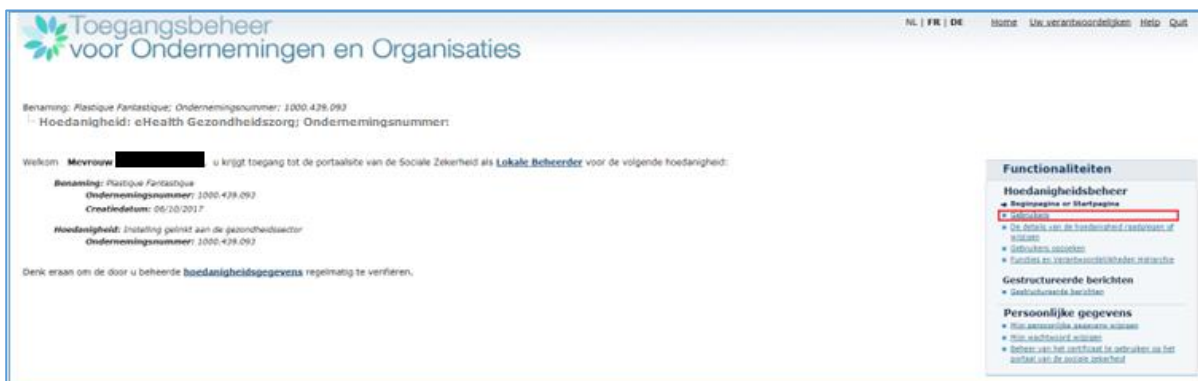 Toegangsbeheer
voor Ondernemingen en Organisaties
NL | FR | DE Home Uw verantwoordelijken Help Quit
Benaming: Plastique Fantastique; Ondernemingsnummer: 1000.439.093
Hoedanigheid: eHealth Gezondheidszorg; Ondernemingsnummer:
Welkom Mevrouw , u krijgt toegang tot de portaalsite van de Sociale Zekerheid als Lokale Beheerder voor de volgende hoedanigheid:
Benaming: Plastique Fantastique
Ondernemingsnummer: 1000.439.093
Creatiedatum: 06/10/2017
Hoedanigheid: Instelling gelinkt aan de gezondheidssector
Ondernemingsnummer: 1000.439.093
Denk eraan om de door u beheerde hoedanigheidsgegevens regelmatig te verifieren.
Functionaliteiten
Hoedanigheidsbeheer
Beginpagina or Startpagina
Gebruikers
De details van de hoedanigheid raadplegen of
wijzigen
Gebruikers opzoeken
Functies en verantwoordelijkheden Hierarchie
Gestructureerde berichten
Gestructureerde berichten
Persoonlijke gegevens
Mijn persoonlijke gegevens wijzigen
Mijn wachtwoord wijzigen
Beheer van het certificaat te gebruiken op het
portaal van de sociale zekerheid